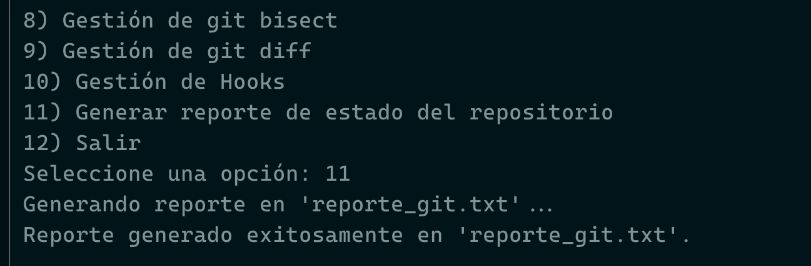 8) Gestión de git bisect
9) Gestión de git diff
10) Gestión de Hooks
11) Generar reporte de estado del repositorio
12) Salir
Seleccione una opción: 11
Generando reporte en 'reporte_git.txt'...
Reporte generado exitosamente en 'reporte_git.txt'.